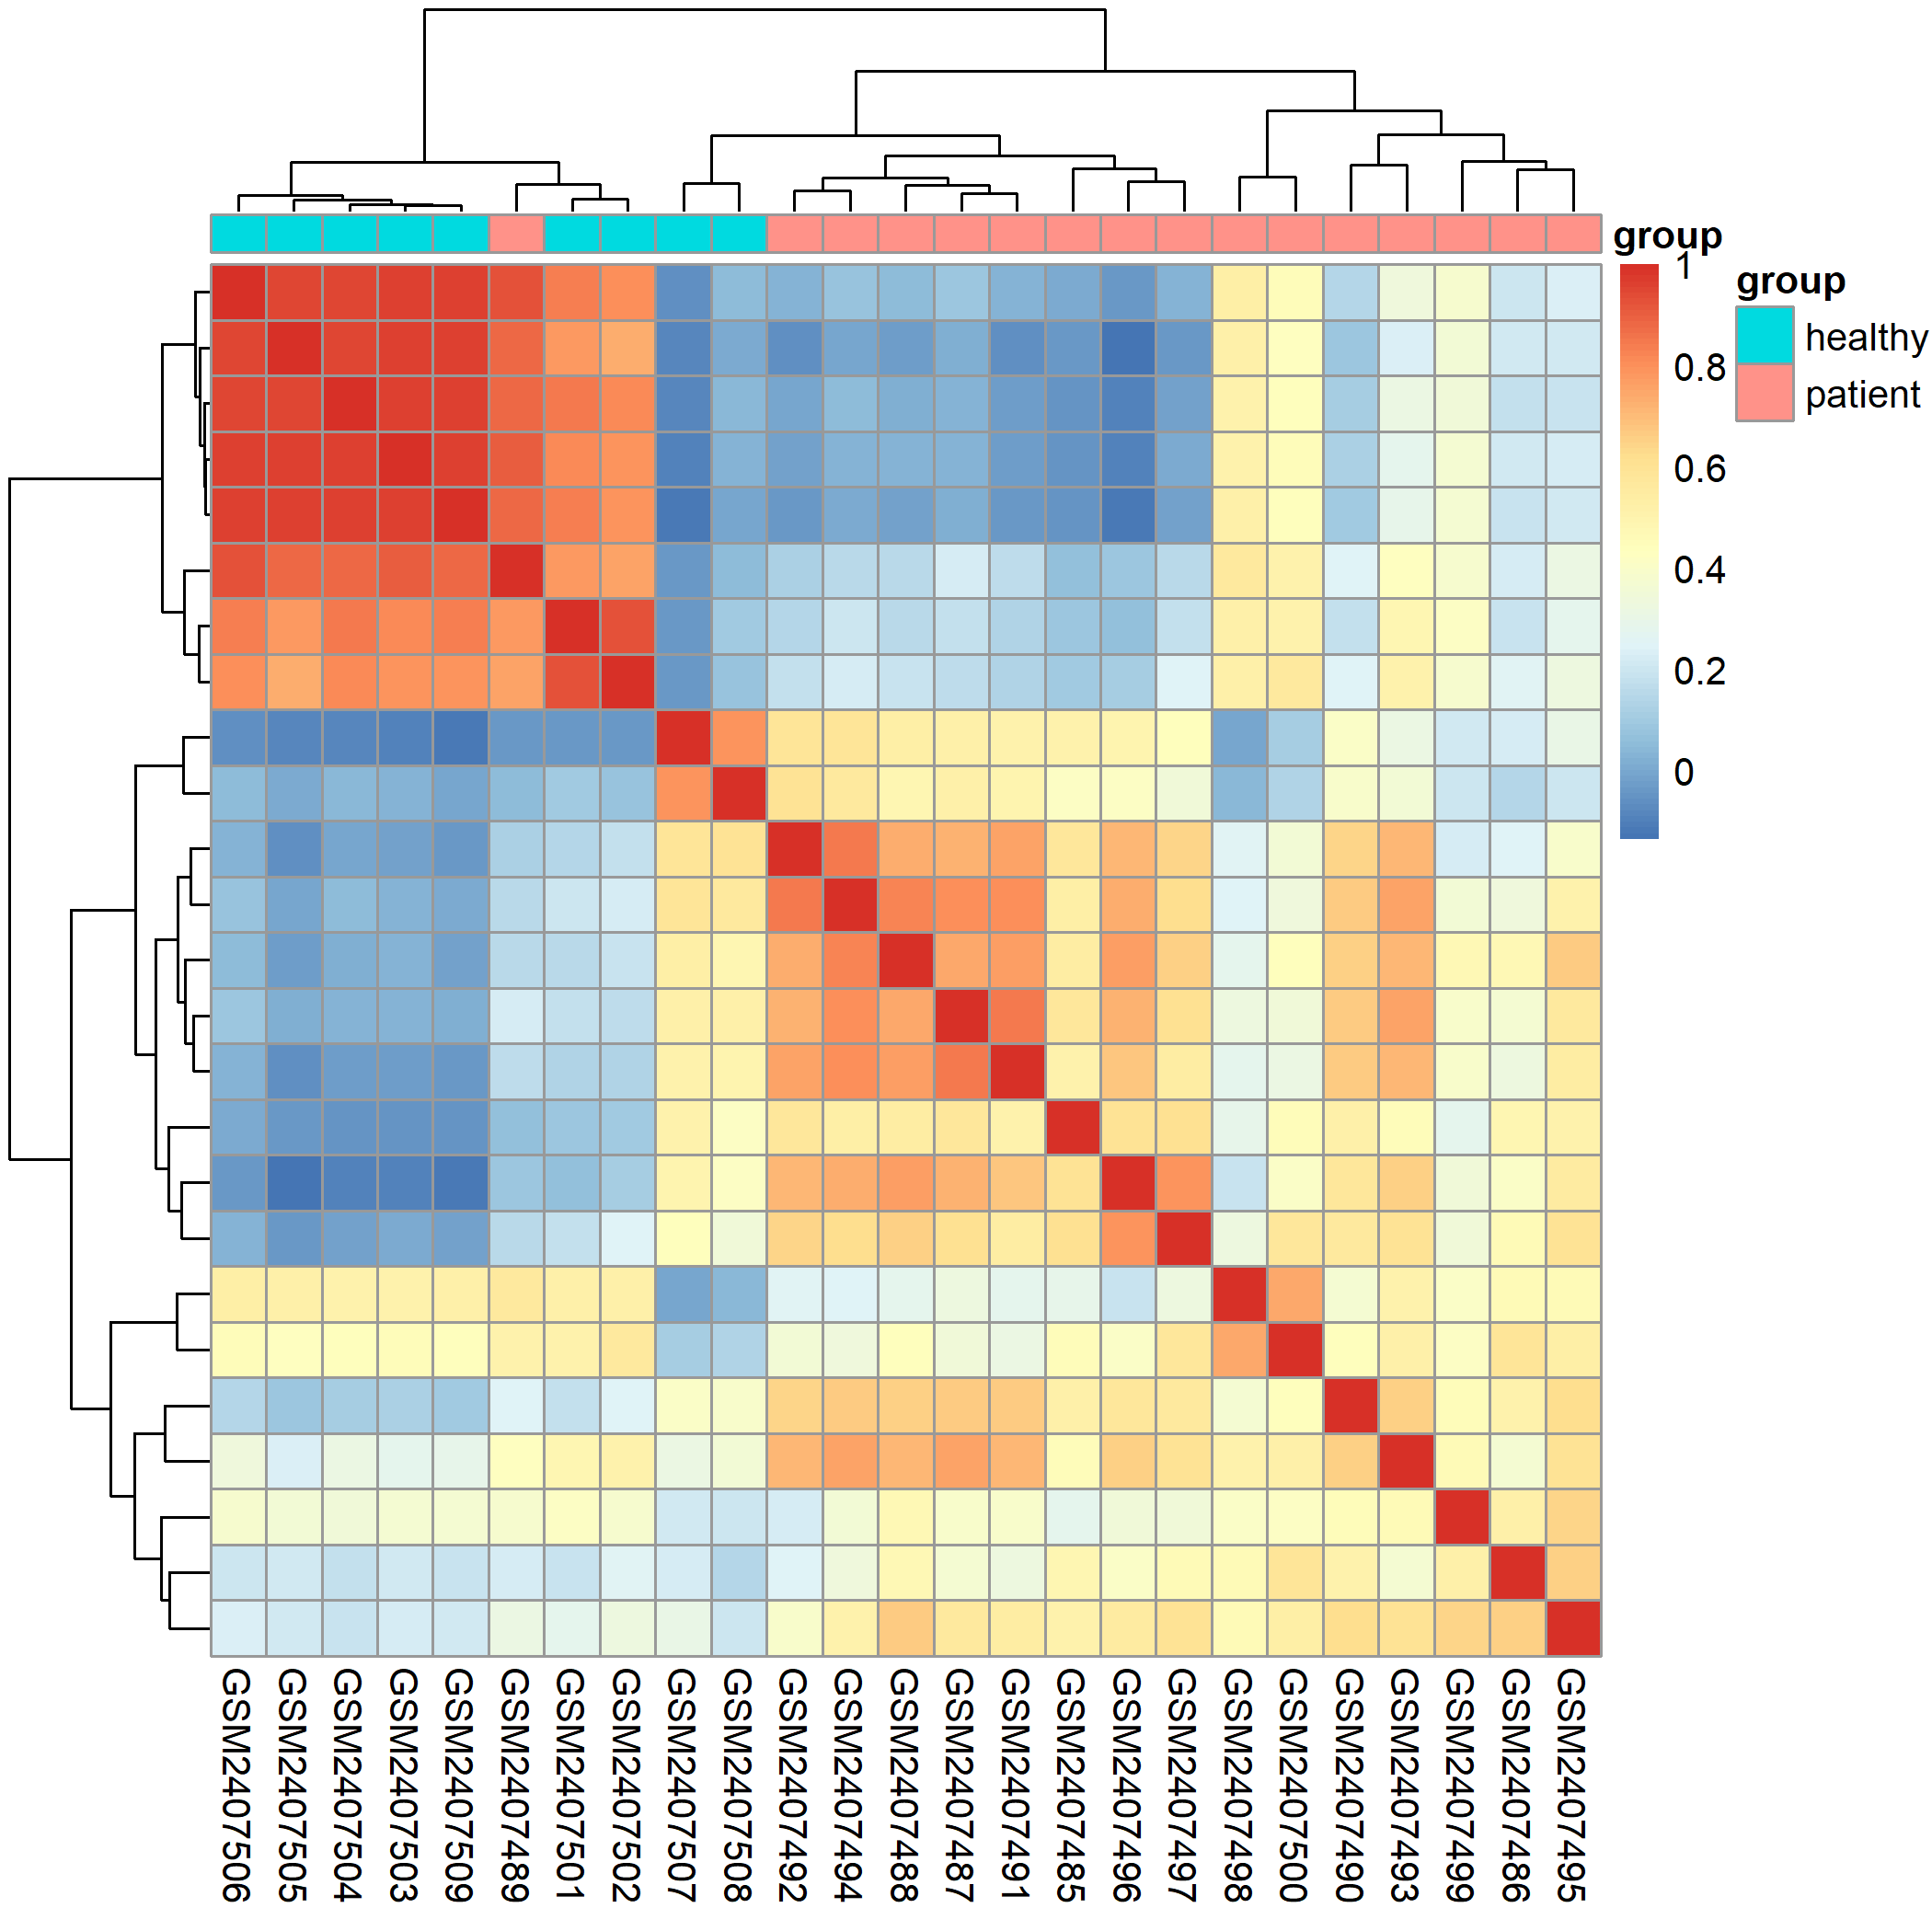 group
1
0.8
0.6
0.4
0.2
0
group
healthy
patient
GSM2407506
GSM2407505
GSM2407504
GSM2407503
GSM2407509
GSM2407489
GSM2407501
GSM2407502
GSM2407507
GSM2407508
GSM2407492
GSM2407494
GSM2407488
GSM2407487
GSM2407491
GSM2407485
GSM2407496
GSM2407497
GSM2407498
GSM2407500
GSM2407490
GSM2407493
GSM2407499
GSM2407486
GSM2407495